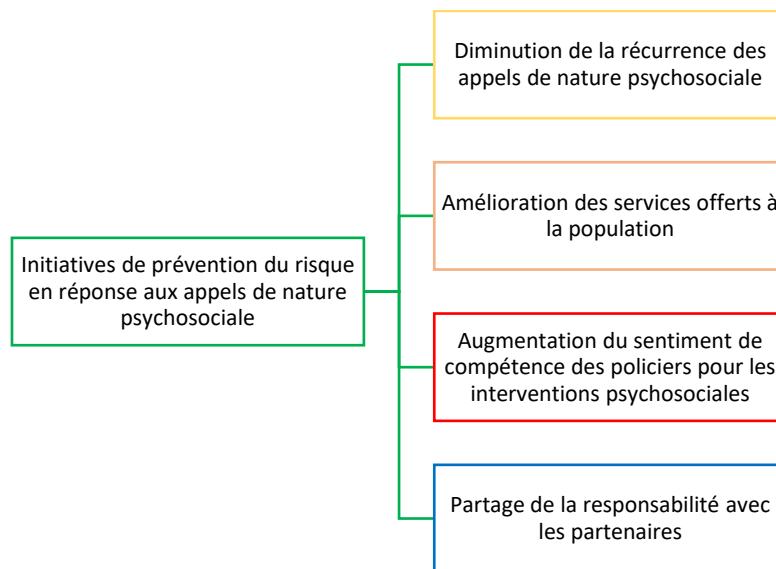 Diminution de la récurrence des
appels de nature psychosociale
Amélioration des services offerts à
la population
Initiatives de prévention du risque
en réponse aux appels de nature
psychosociale
Augmentation du sentiment de
compétence des policiers pour les
interventions psychosociales
Partage de la responsabilité avec
les partenaires